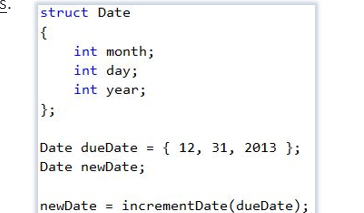 s.
struct Date
{
int month;
int day;
int year;
};
Date dueDate = { 12, 31, 2013 };
Date newDate;
newDate = incrementDate(dueDate);